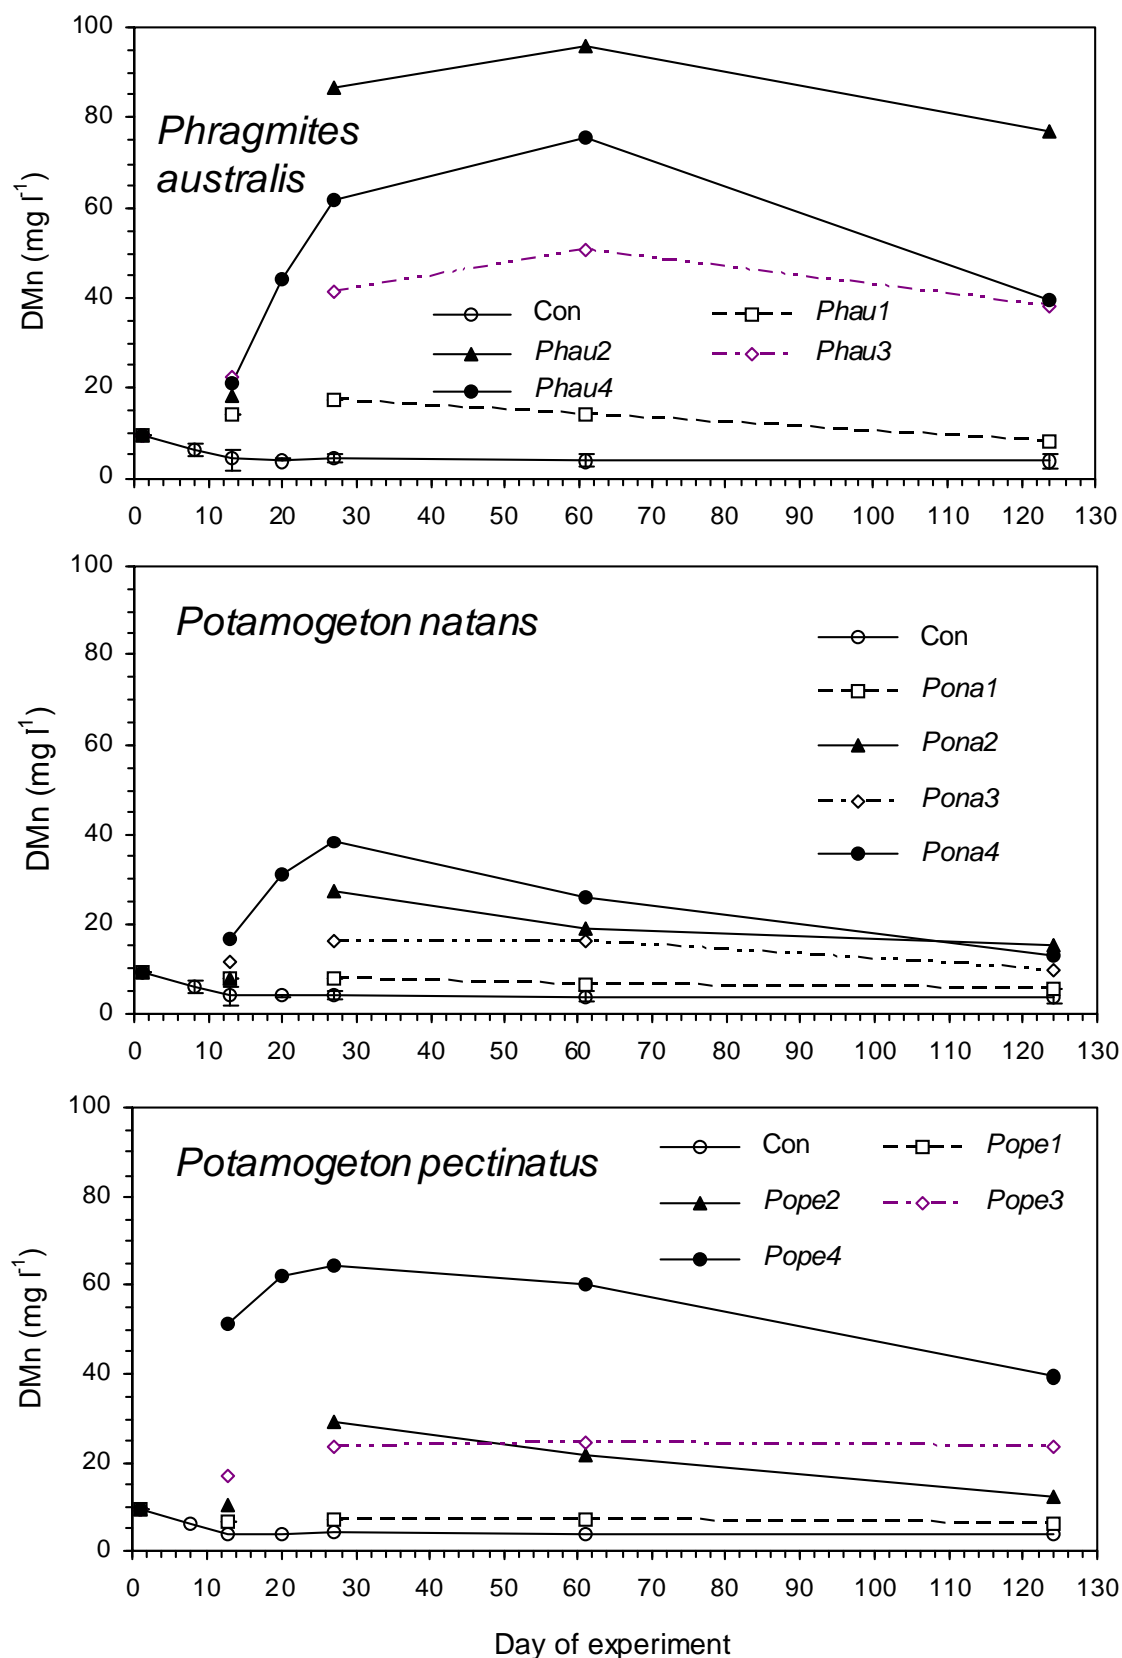 100
80
60
40
20
0
DMn (mg l-1)
Phragmites
australis
Con
Phau1
Phau2
Phau3
Phau4
0 10 20 30 40 50 60 70 80 90 100 110 120 130
100
80
60
40
20
0
DMn (mg l-1)
Potamogeton natans
Con
Pona1
Pona2
Pona3
Pona4
0 10 20 30 40 50 60 70 80 90 100 110 120 130
100
80
60
40
20
0
DMn (mg l-1)
Potamogeton pectinatus
Con
Pope1
Pope2
Pope3
Pope4
0 10 20 30 40 50 60 70 80 90 100 110 120 130
Day of experiment